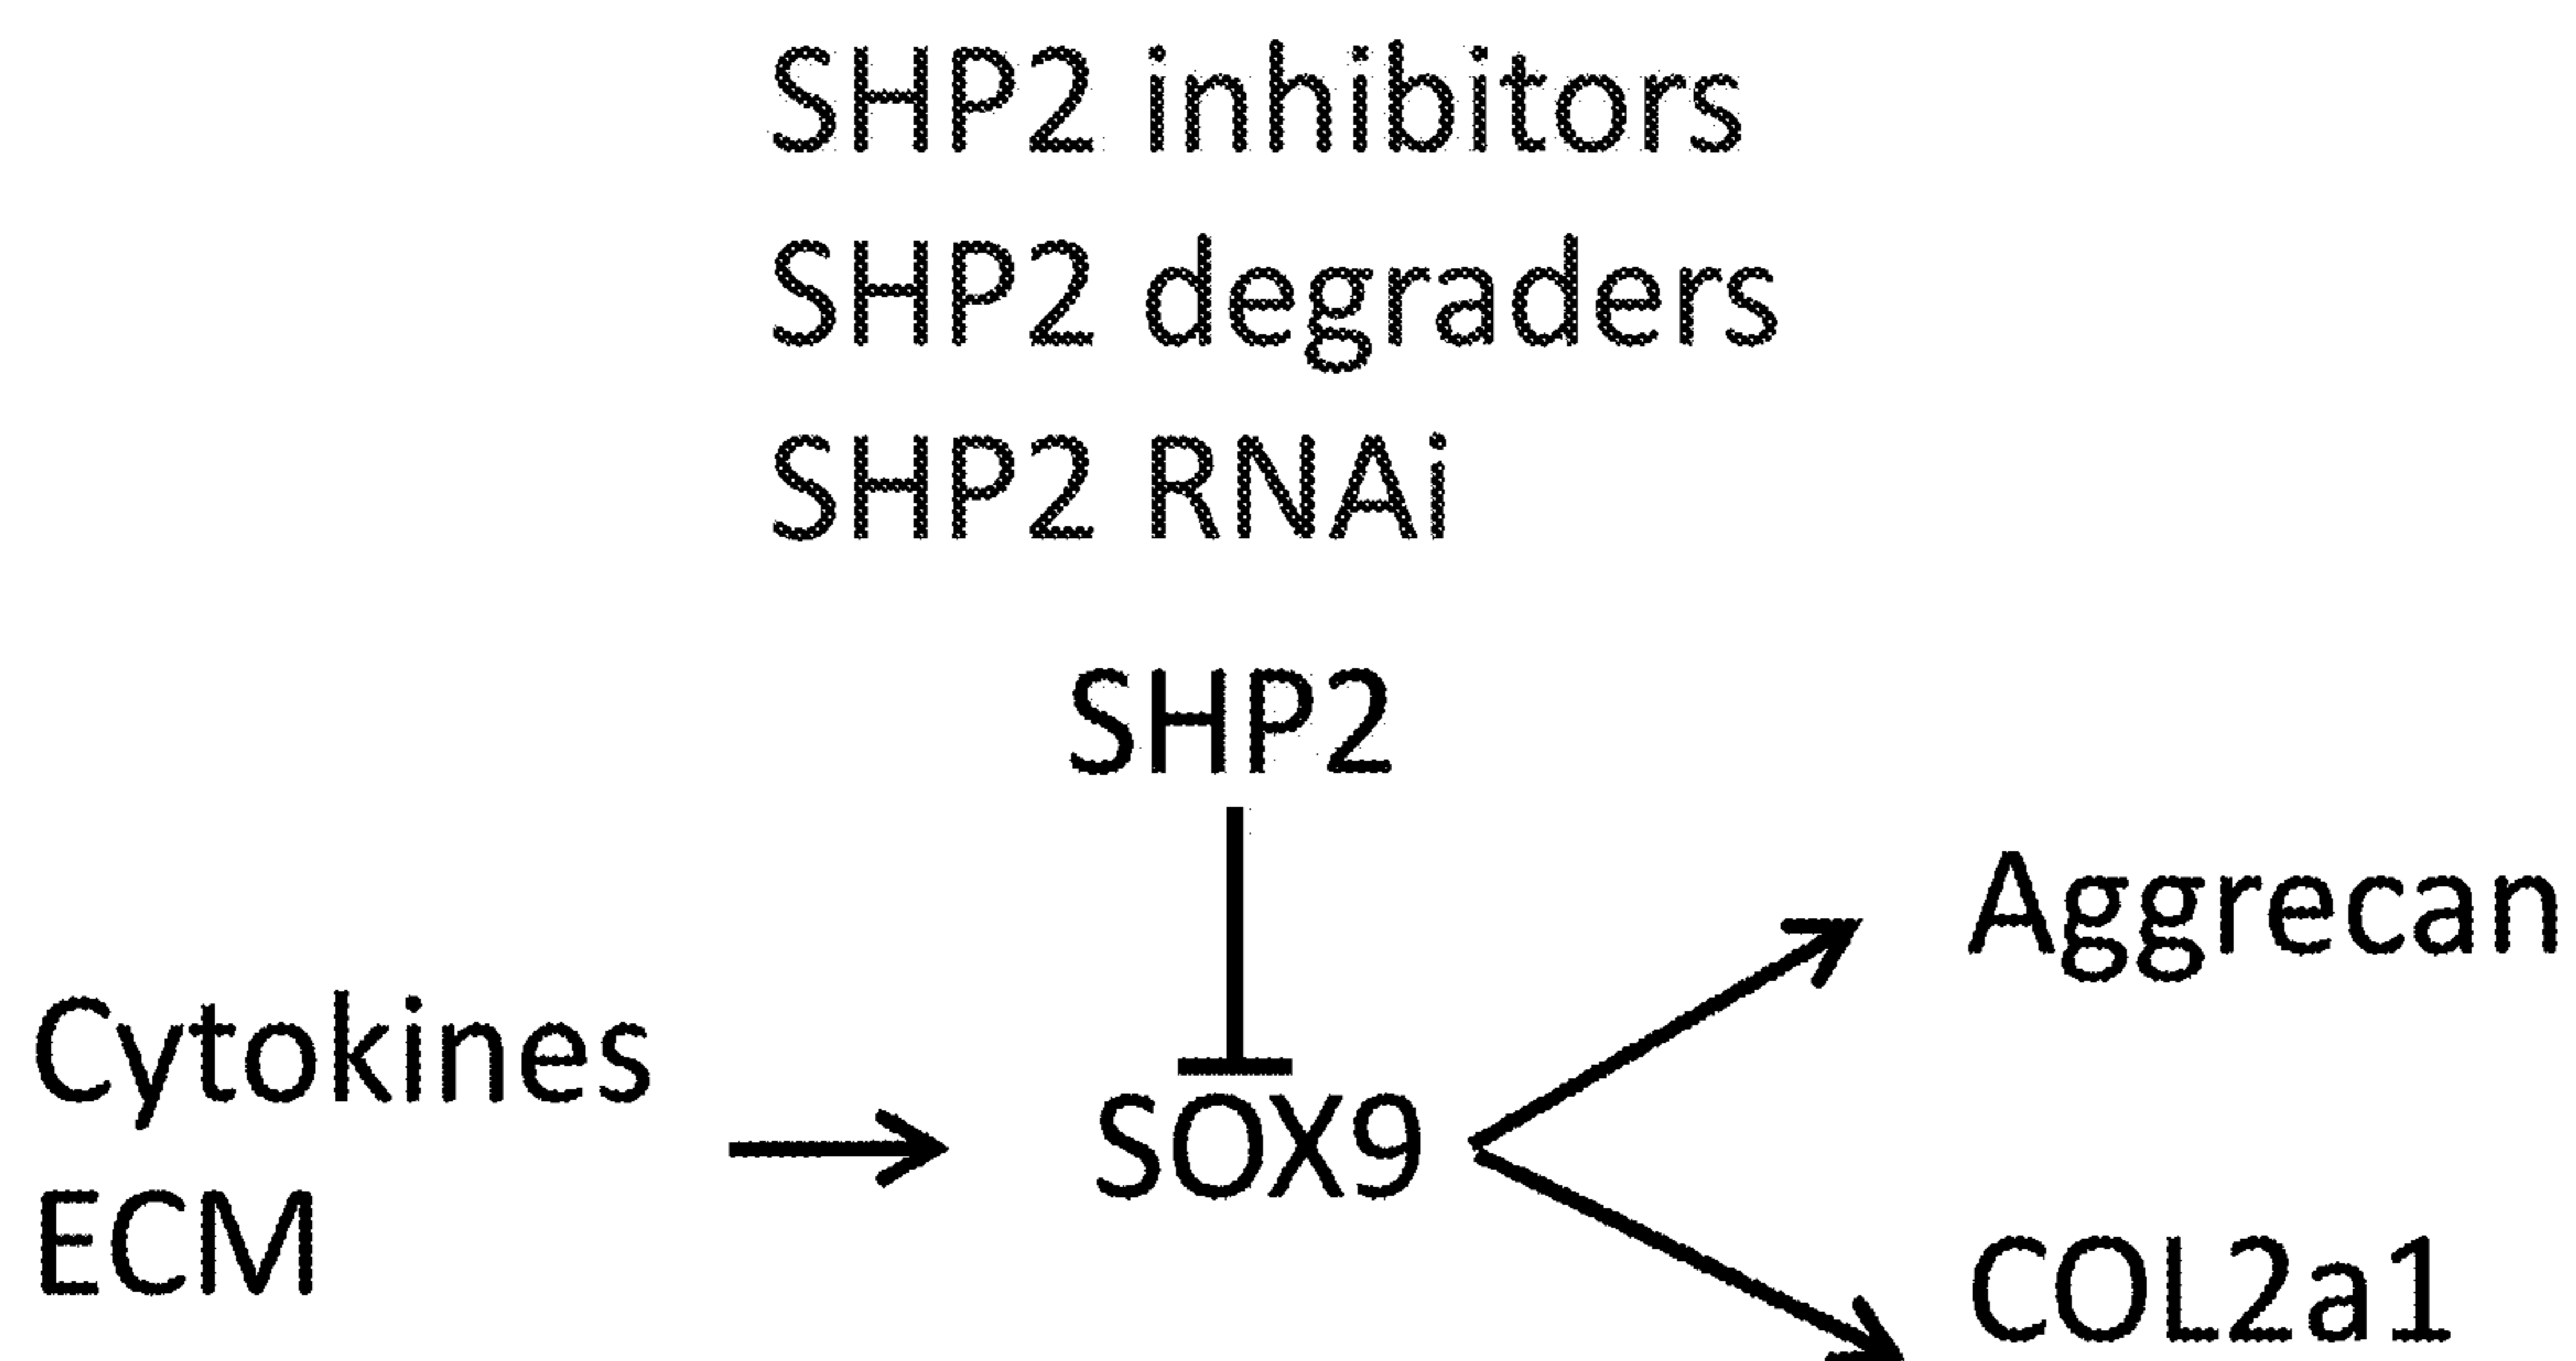 SHP2 inhibitors
SHP2 degraders
SHP2 RNAi
SHP2
Aggrecan
Cytokines
SOX9
ECM
COL2a1